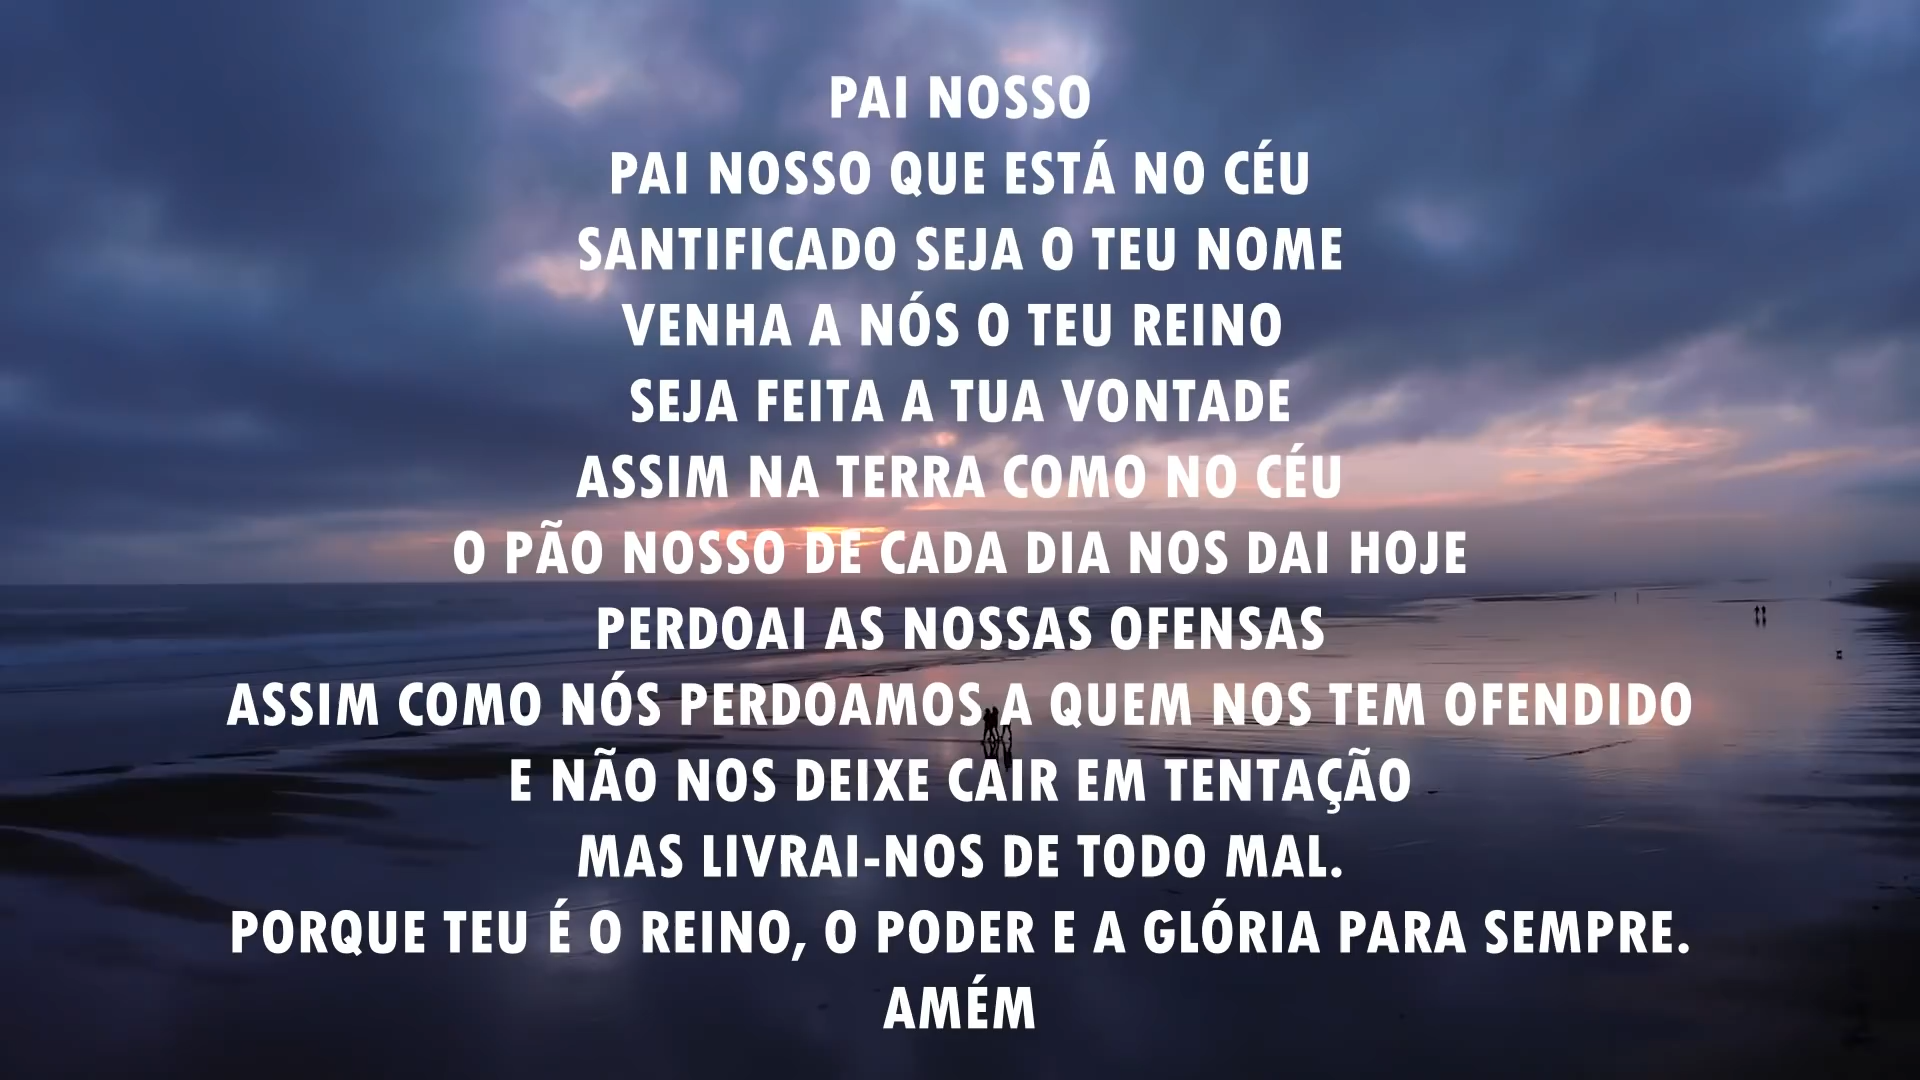 PAI NOSSO
PAI NOSSO QUE ESTÁ NO CÉU
SANTIFICADO SEJA O TEU NOME
VENHA A NÓS O TEU REINO
SEJA FEITA A TUA VONTADE
ASSIM NA TERRA COMO NO CÉU
O PÃO NOSSO DE CADA DIA NOS DAI HOJE
PERDOAI AS NOSSAS OFENSAS
ASSIM COMO NÓS PERDOAMOS A QUEM NOS TEM OFENDIDO
E NÃO NOS DEIXE CAIR EM TENTAÇÃO
MAS LIVRAI-NOS DE TODO MAL.
PORQUE TEU É O REINO, O PODER E A GLÓRIA PARA SEMPRE.
AMÉM